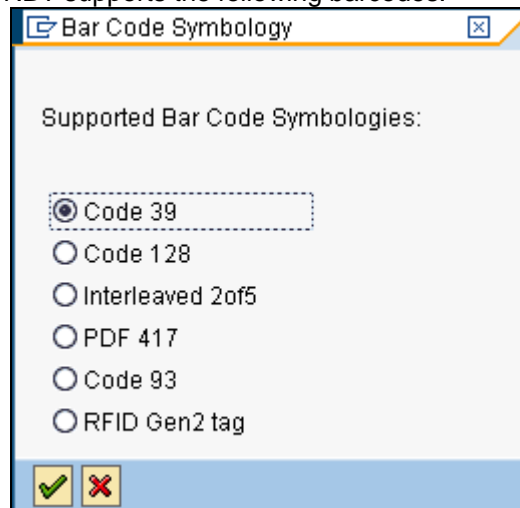 supports the following barcodes:
Bar Code Symbology
Supported Bar Code Symbologies:
Code 39
Code 128
Interleaved 2of5
PDF 417
Code 93
RFID Gen2 tag